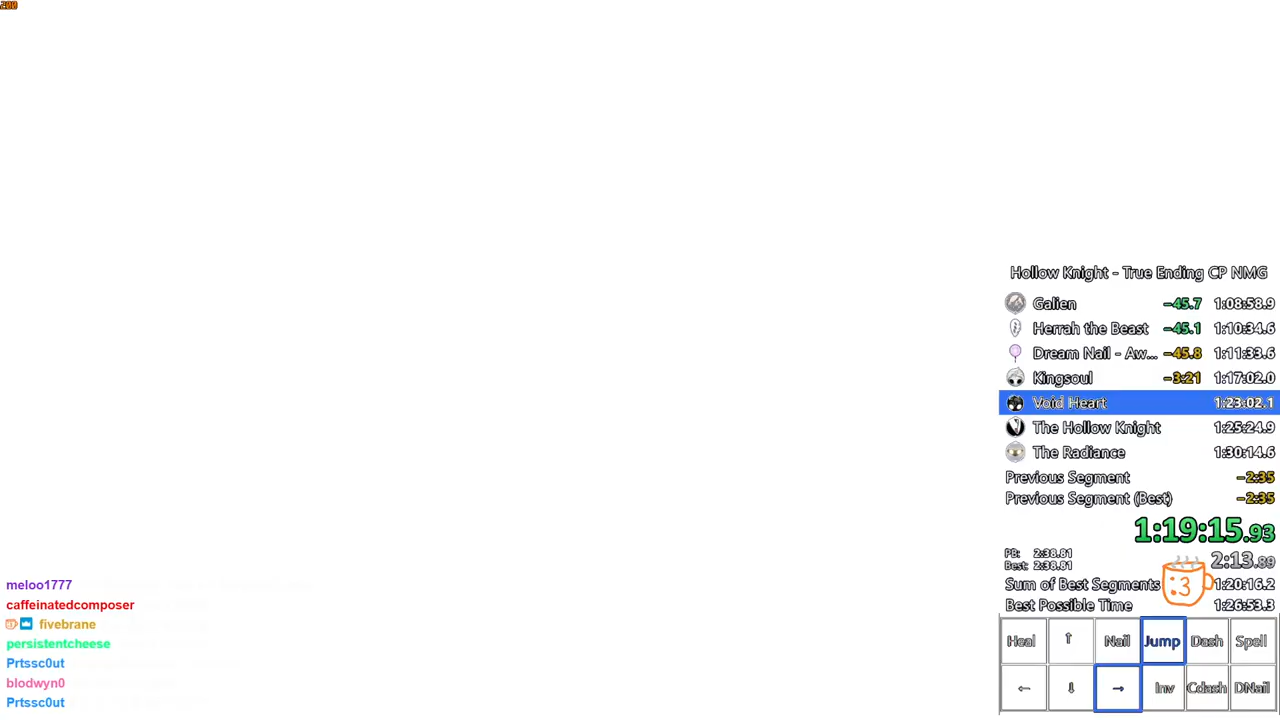 200
Hollow Knight - True Ending CP NMG
Galien -45.7 1:08:58.9
Herrah the Beast -45.1 1:10:34.6
Dream Nail - Aw... -45.8 1:11:33.6
Kingsoul -3:21 1:17:02.0
Void Heart 1:23:02.1
The Hollow Knight 1:25:24.9
The Radiance 1:30:14.6
Previous Segment -2:35
Previous Segment (Best) -2:35
1:19:15.93
PB: 2:38.81 2:13.89
Best: 2:38.81
Sum of Best Segments 1:20:16.2
Best Possible Time 1:26:53.3
Heal ↑ Nail Jump Dash Spell
← ↓ → Inv Cdash DNail
meloo1777
caffeinatedcomposer
fivebrane
persistentcheese
Prtssc0ut
blodwyn0
Prtssc0ut